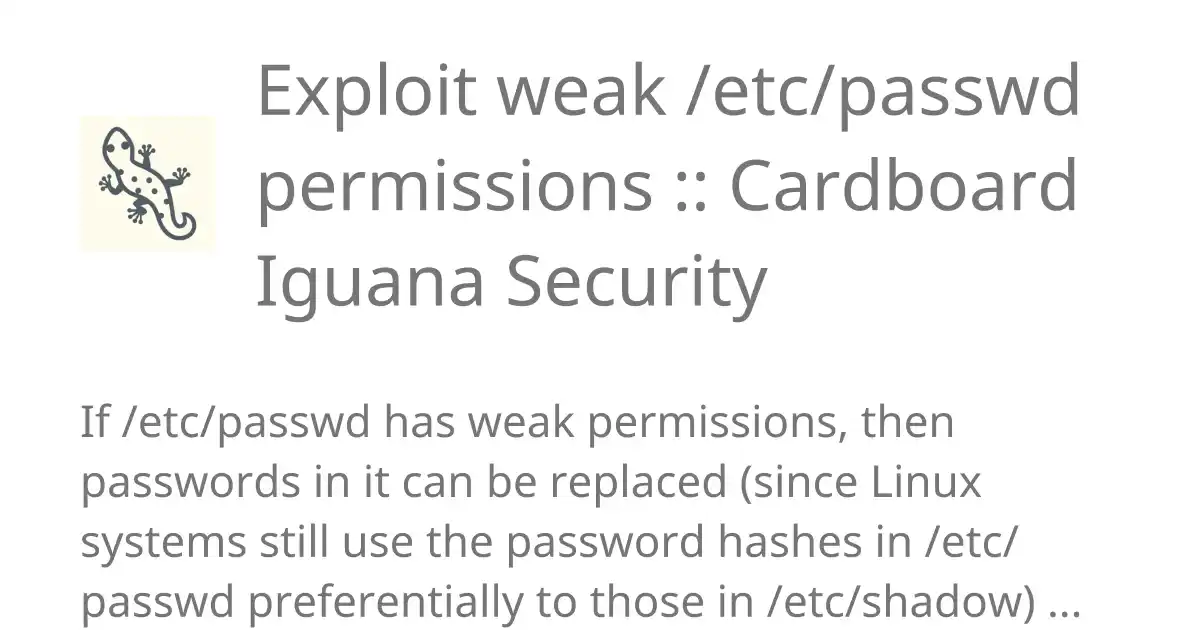 Exploit weak /etc/passwd
permissions :: Cardboard
Iguana Security
If /etc/passwd has weak permissions, then
passwords in it can be replaced (since Linux
systems still use the password hashes in /etc/
passwd preferentially to those in /etc/shadow) ...